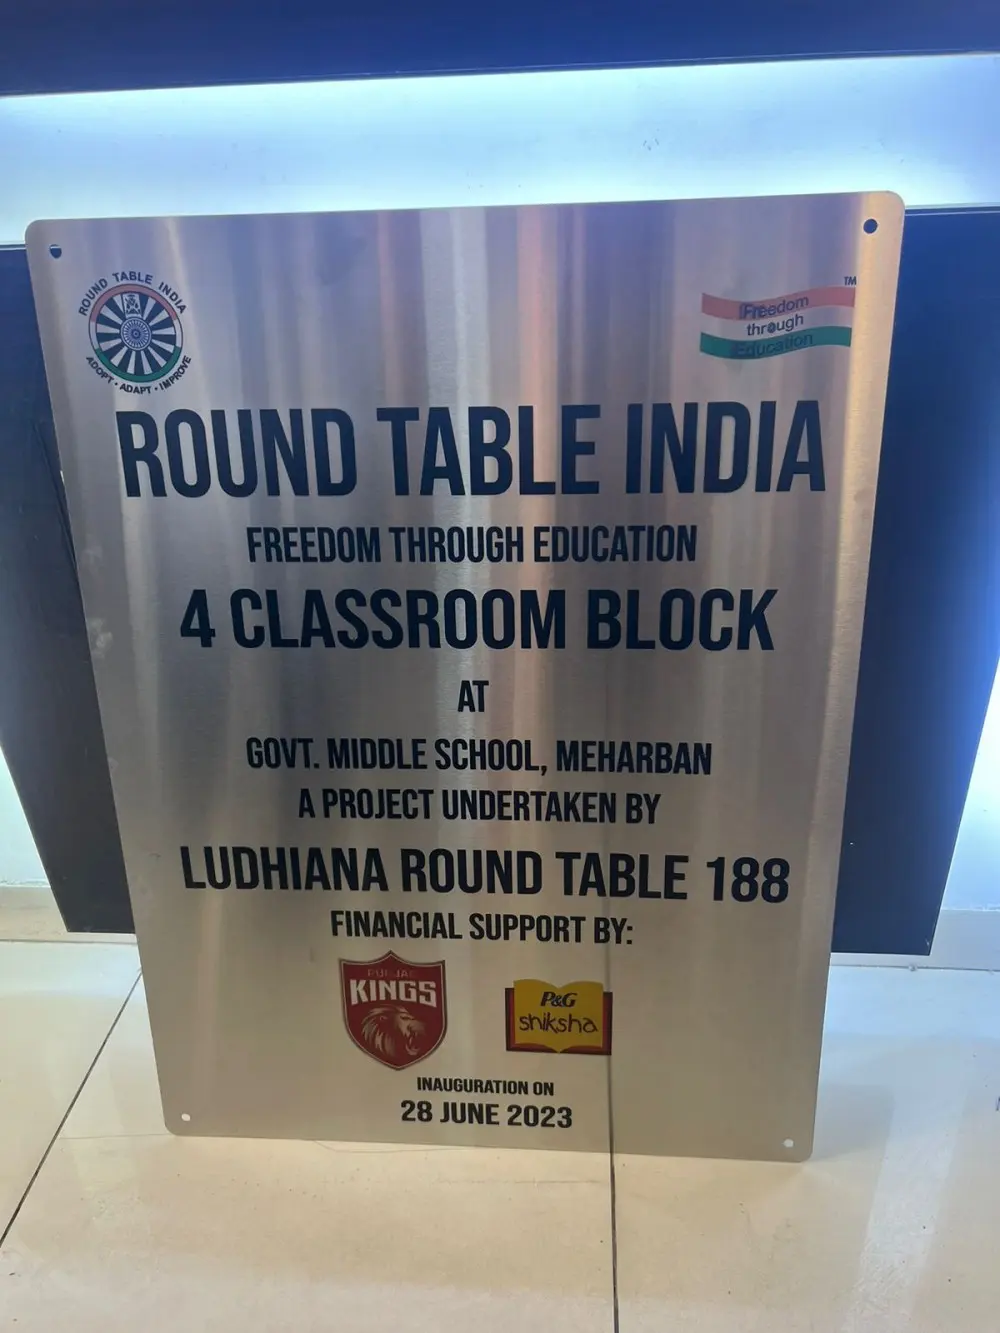 ROUND TABLE INDIA
ADOPT · ADAPT · IMPROVE
TM
Freedom
through
Education
ROUND TABLE INDIA
FREEDOM THROUGH EDUCATION
4 CLASSROOM BLOCK
AT
GOVT. MIDDLE SCHOOL, MEHARBAN
A PROJECT UNDERTAKEN BY
LUDHIANA ROUND TABLE 188
FINANCIAL SUPPORT BY:
PUNJAB
KINGS
P&G
shiksha
INAUGURATION ON
28 JUNE 2023